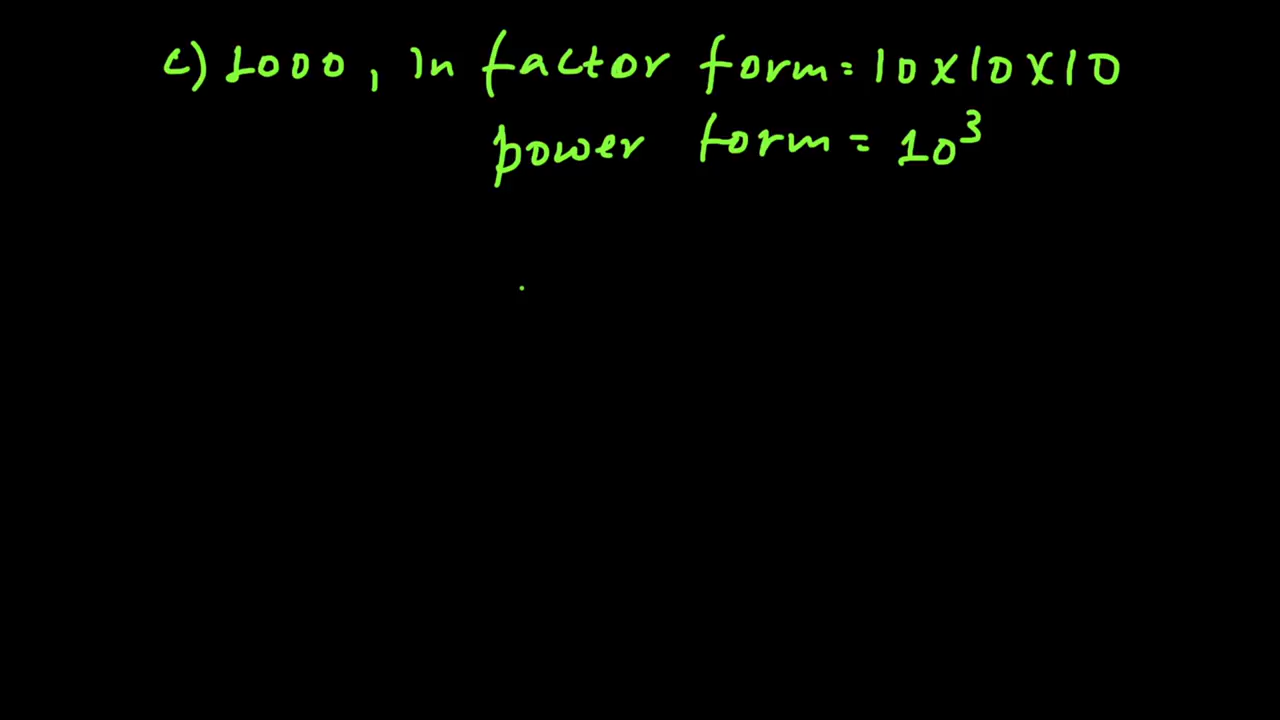 c) 1000, in factor form = 10 x 10 x 10
power form = 10³